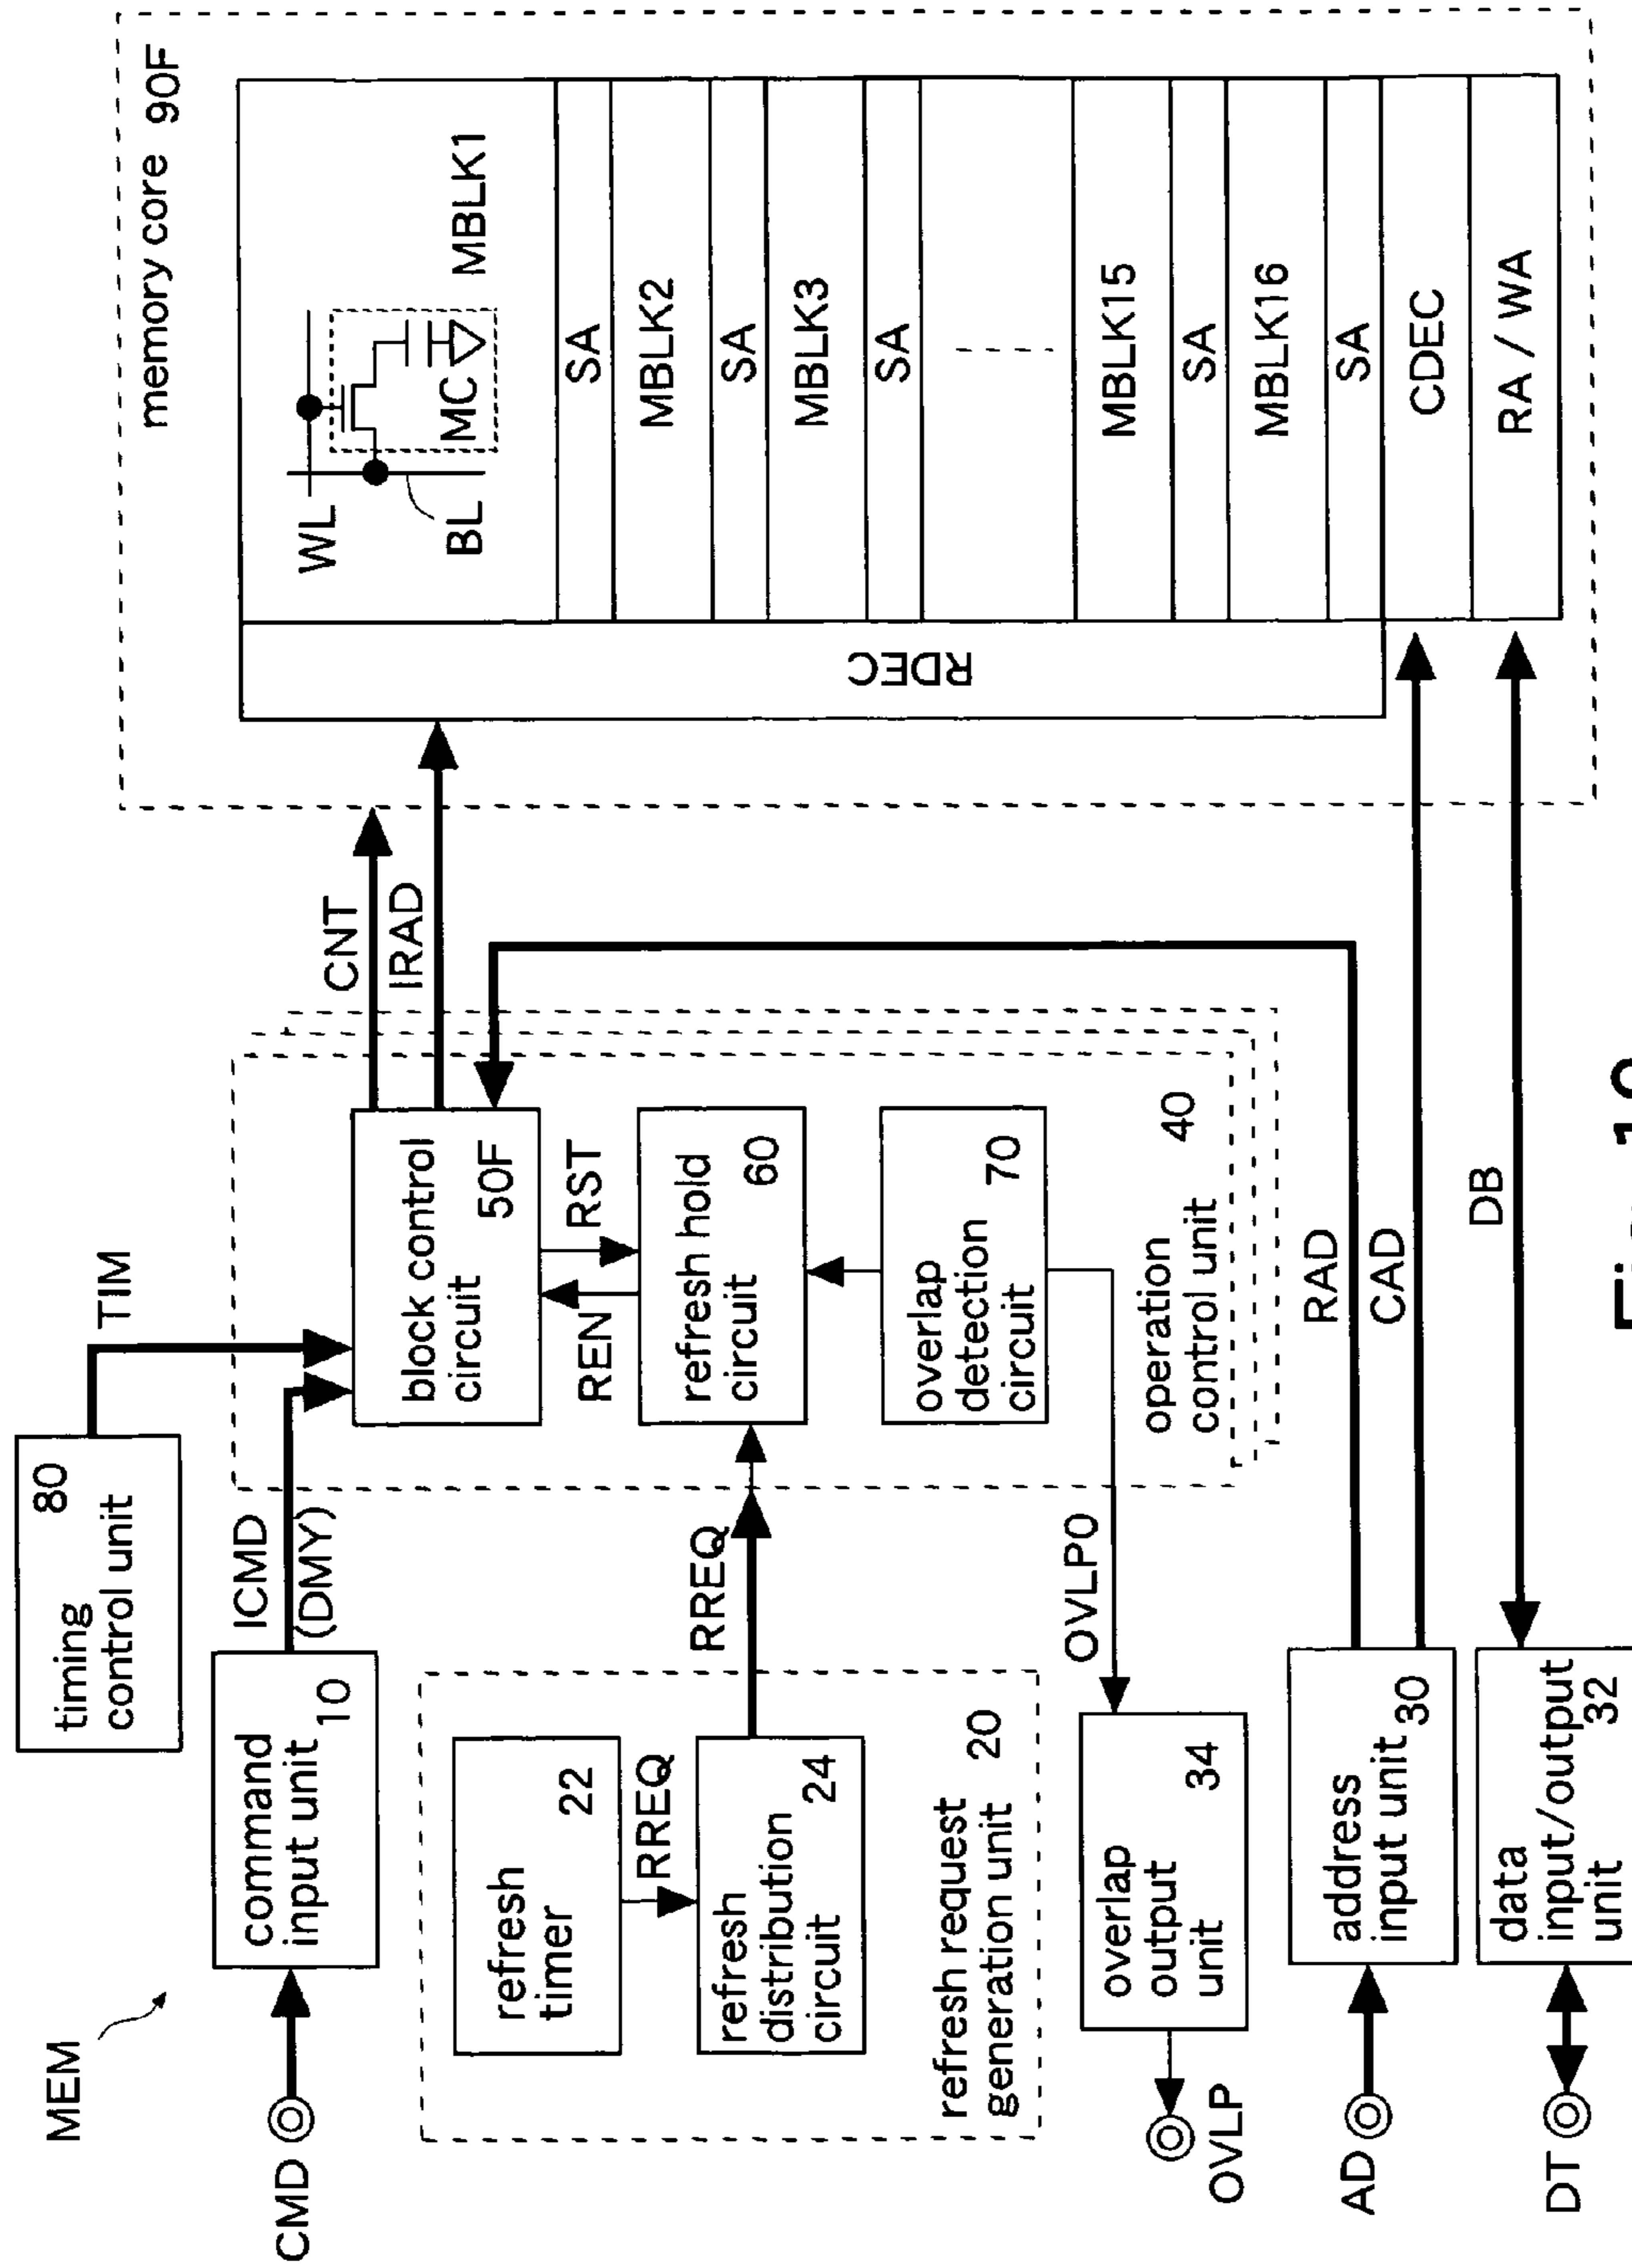 MEM
timing
control unit
80
TIM
CMD
command
input unit
10
ICMD
(DMY)
CNT
IRAD
block control
circuit
50F
REN
RST
refresh
timer
22
RREQ
refresh
distribution
circuit
24
refresh request
generation unit
20
RREQ
refresh hold
circuit
60
overlap
detection
circuit
70
operation
control unit
40
OVLP0
overlap
output
unit
34
OVLP
AD
address
input unit
30
RAD
CAD
DT
data
input/output
unit
32
DB
memory core 90F
WL
BL
MC
MBLK1
SA
MBLK2
SA
MBLK3
SA
MBLK15
SA
MBLK16
SA
CDEC
RA / WA
RDEC